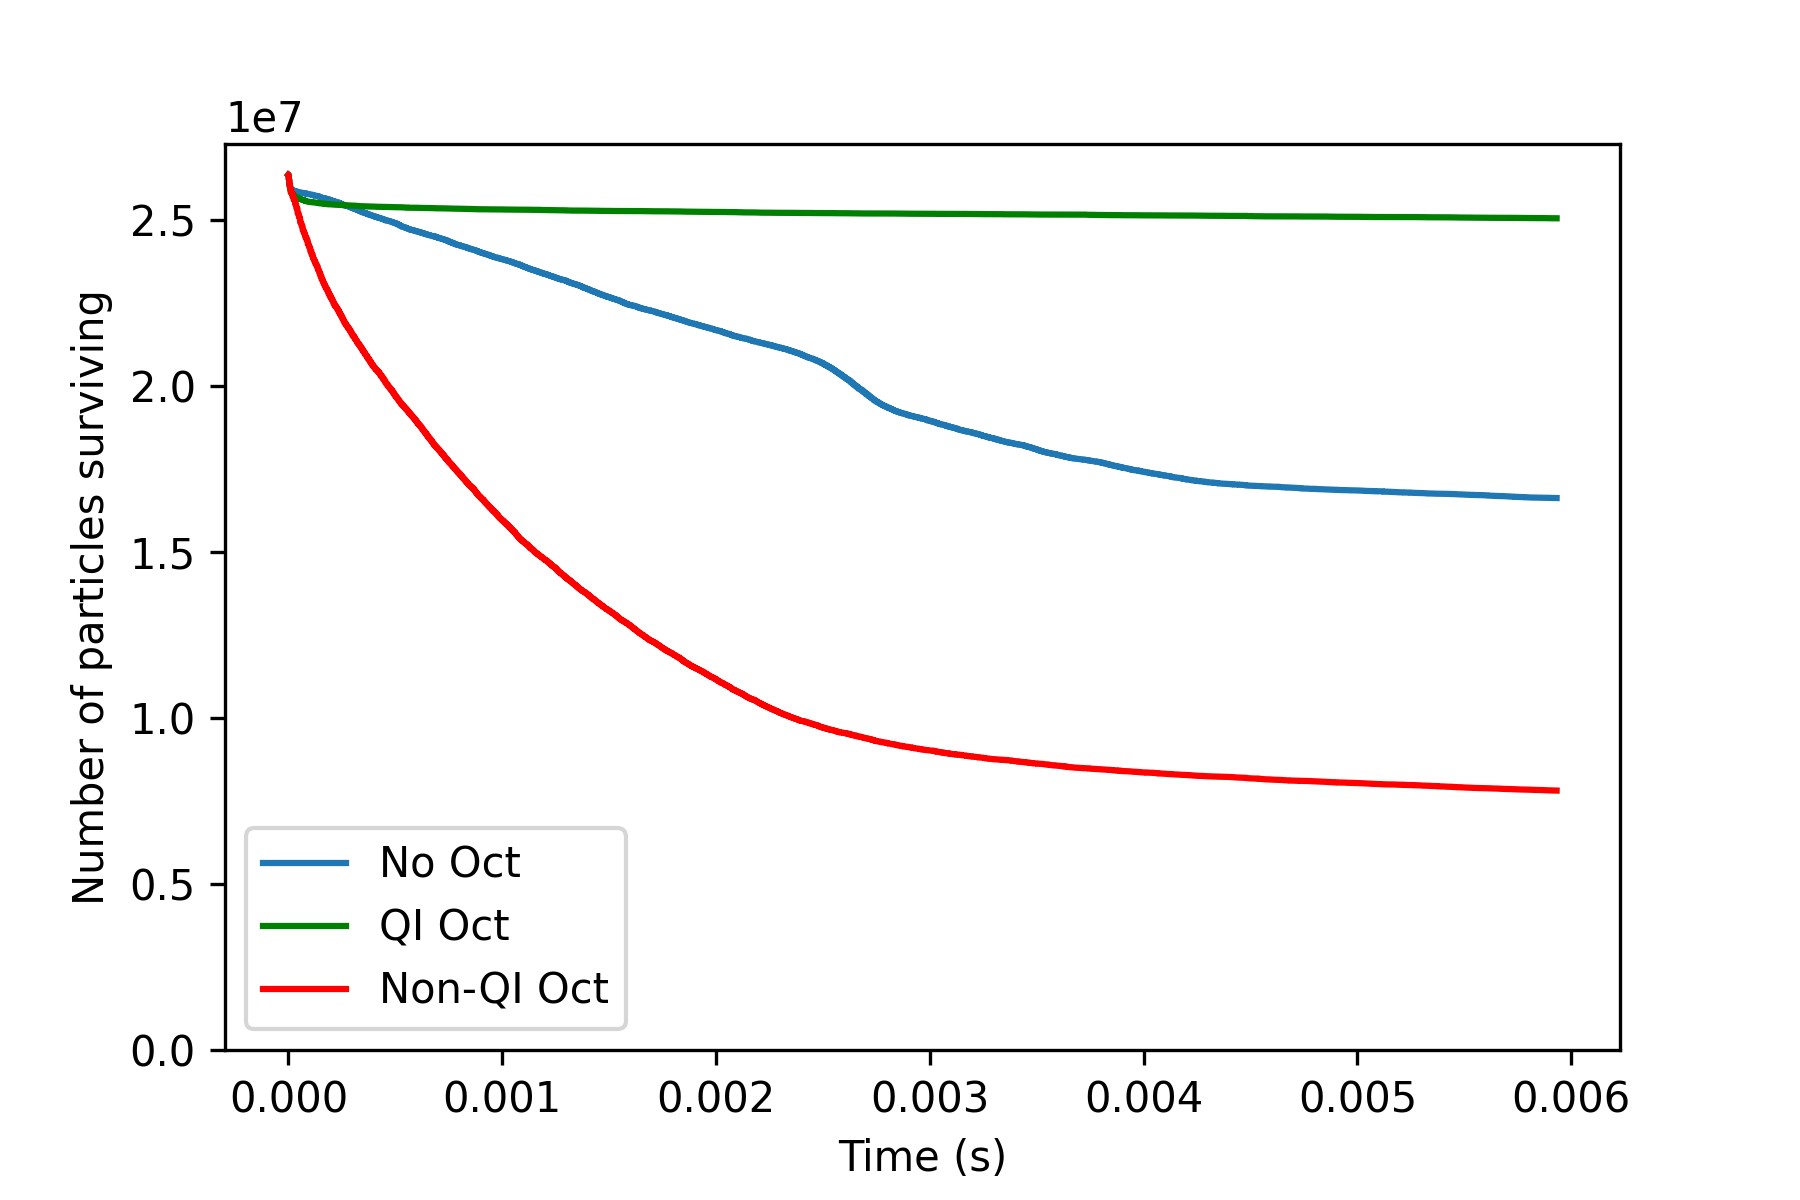 1e7
Number of particles surviving
2.5
2.0
1.5
1.0
0.5
0.0
No Oct
QI Oct
Non-QI Oct
0.000 0.001 0.002 0.003 0.004 0.005 0.006
Time (s)